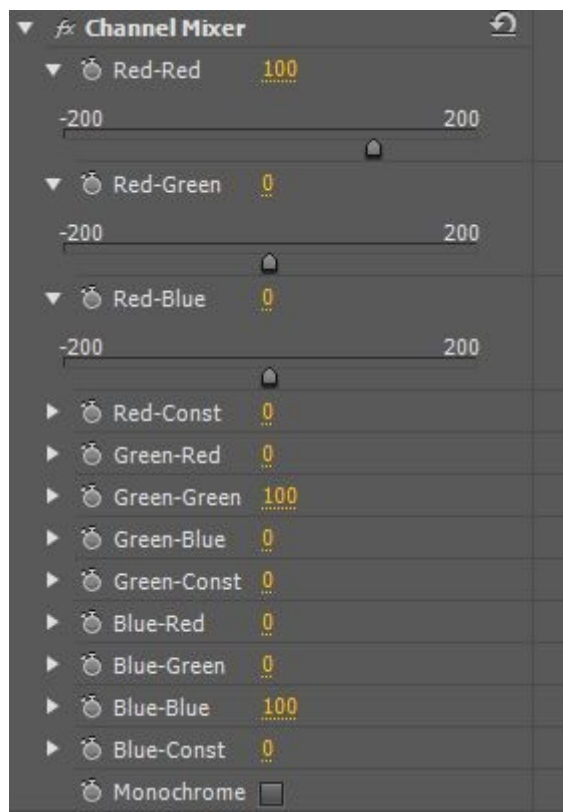 fx Channel Mixer
Red-Red 100
-200 200
Red-Green 0
-200 200
Red-Blue 0
-200 200
Red-Const 0
Green-Red 0
Green-Green 100
Green-Blue 0
Green-Const 0
Blue-Red 0
Blue-Green 0
Blue-Blue 100
Blue-Const 0
Monochrome